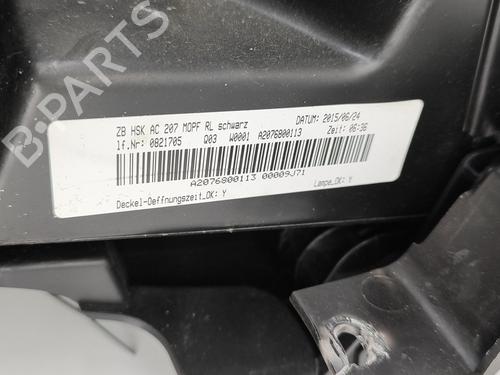 ZB HSK AC 207 MOPF RL schwarz DATUM: 2015/06/24
lf.Nr: 0821705 Q03 W0001 A2076800113 Zeit: 06:36
A2076800113 00009J71
Deckel-Oeffnungszeit_OK: Y Lampe_OK: Y
B-PARTS